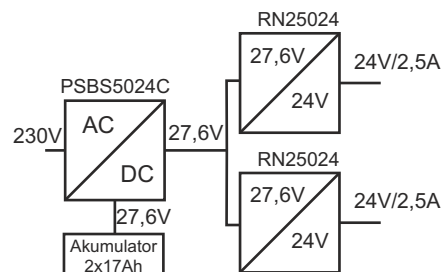 RN25024
27,6V
24V
24V/2,5A
PSBS5024C
AC
DC
230V
27,6V
27,6V
Akumulator
2x17Ah
RN25024
27,6V
24V
24V/2,5A